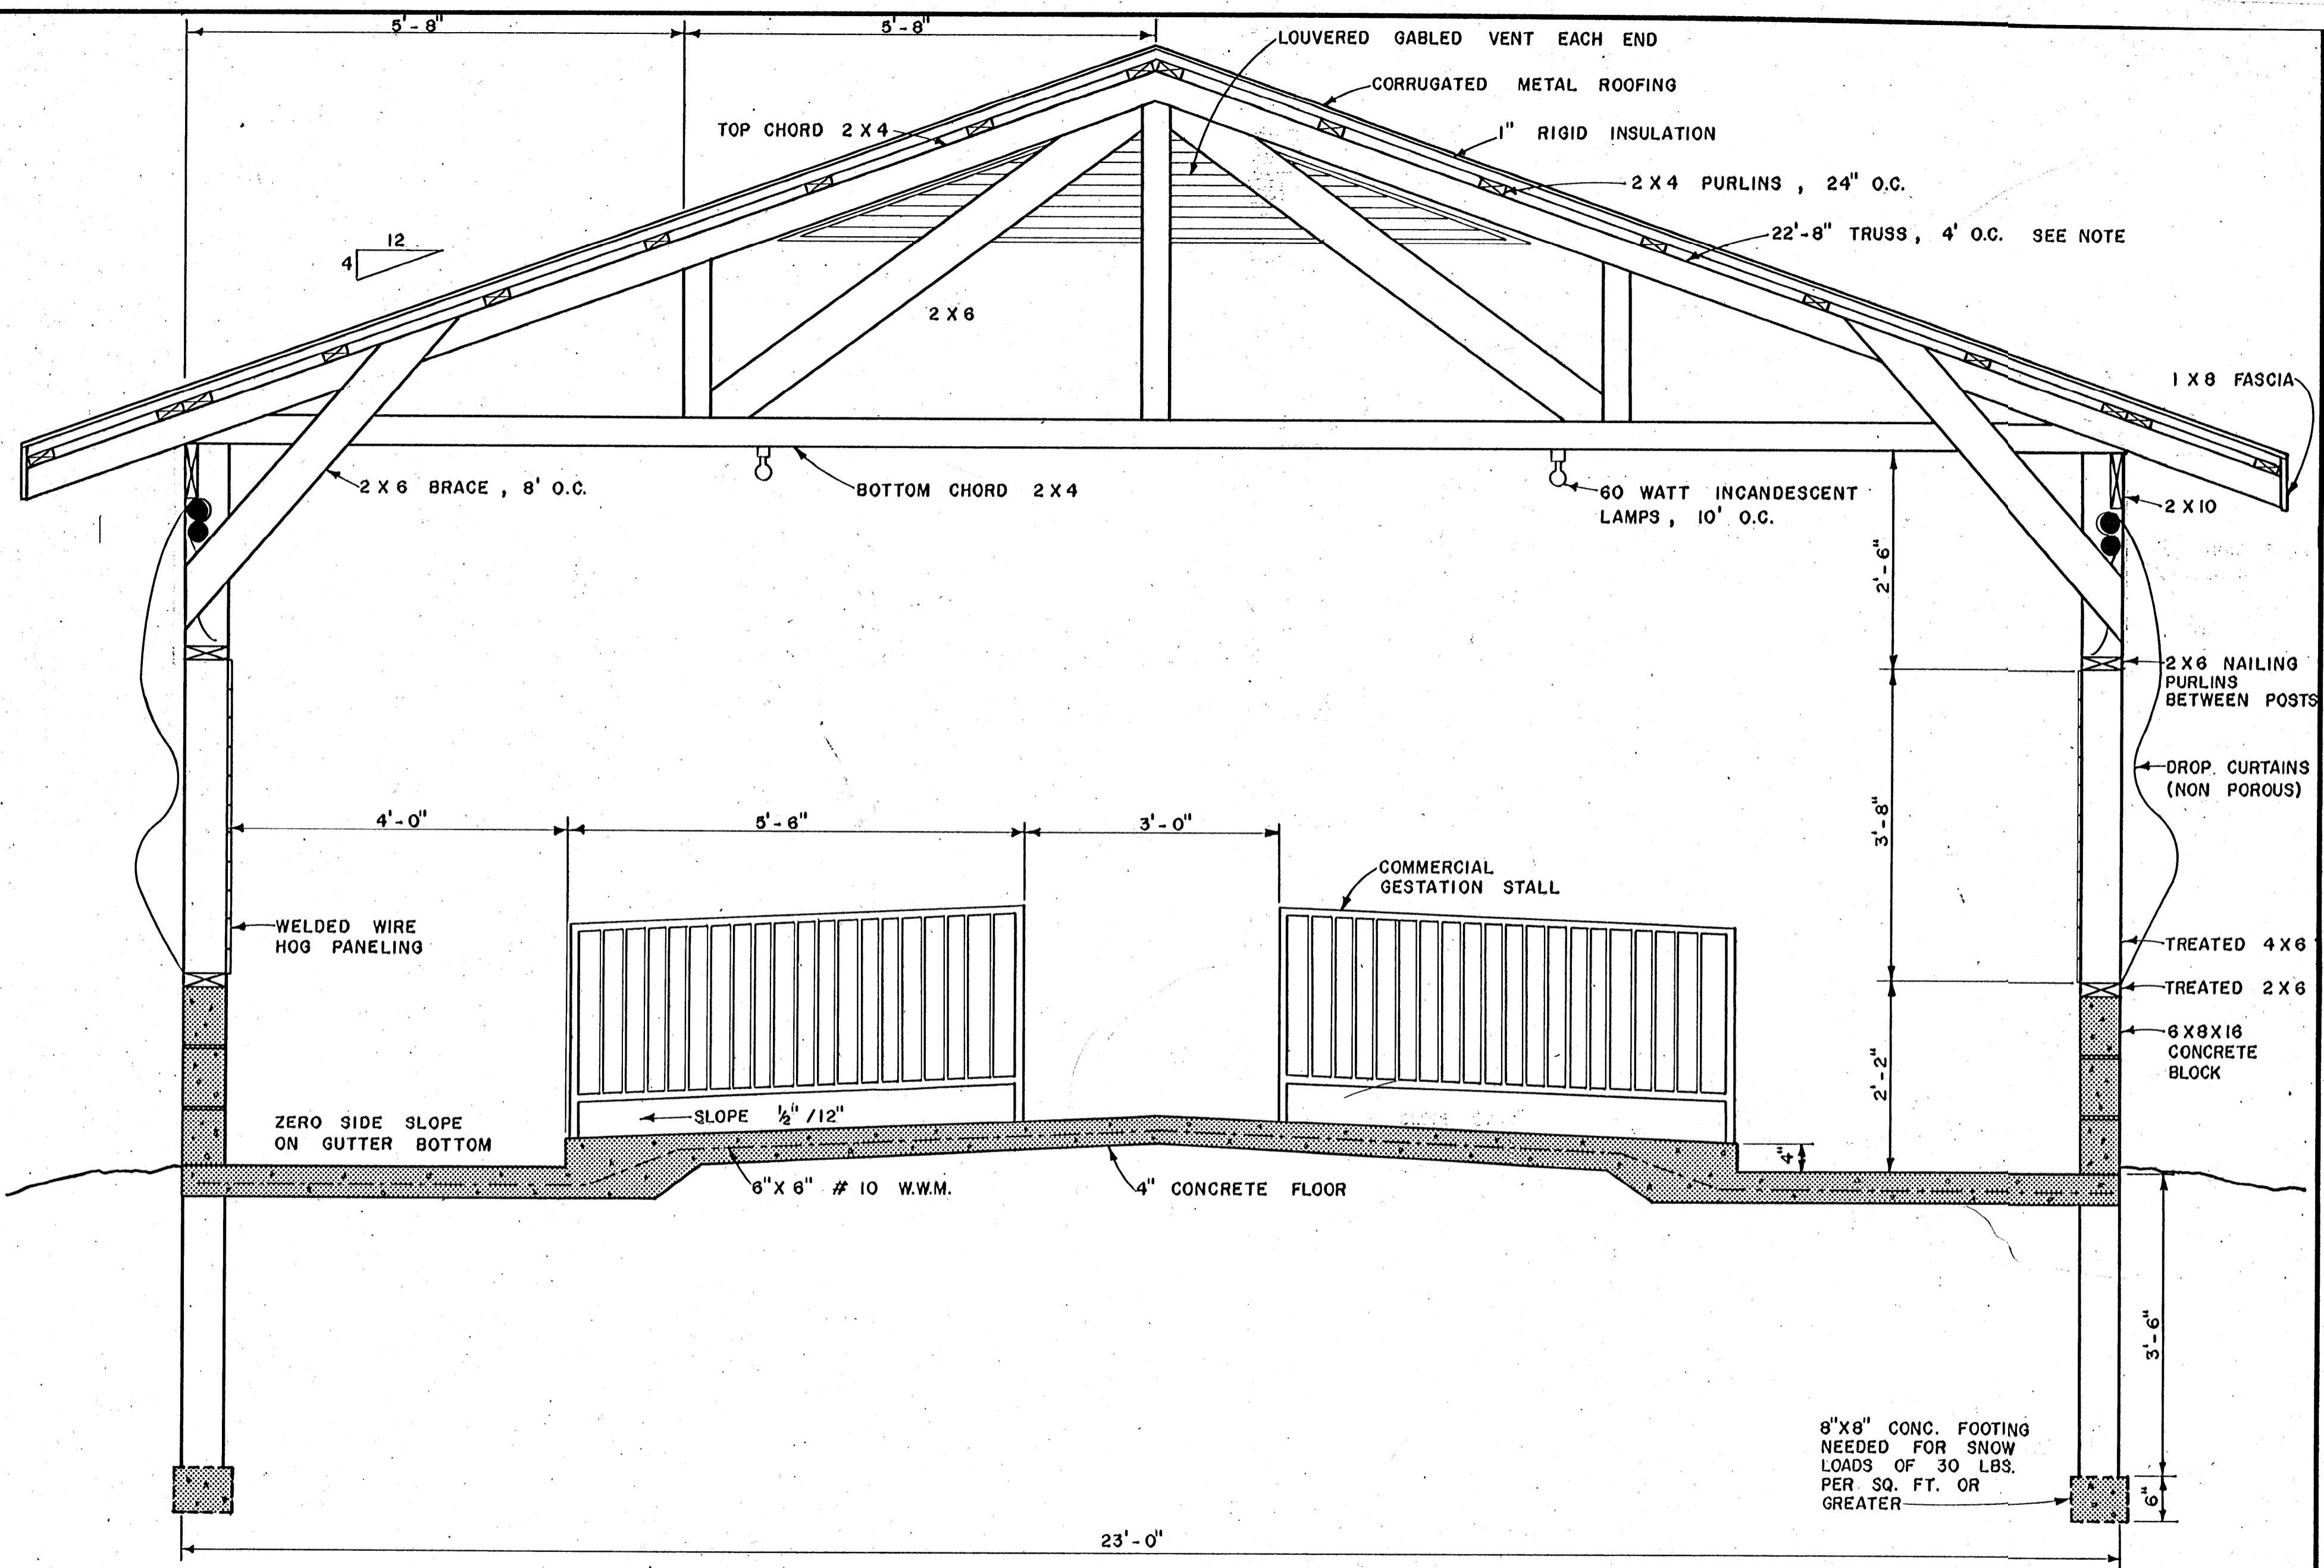 5'-8"
5'-8"
LOUVERED GABLED VENT EACH END
CORRUGATED METAL ROOFING
TOP CHORD 2 X 4
1" RIGID INSULATION
2 X 4 PURLINS , 24" O.C.
22'-8" TRUSS , 4' O.C. SEE NOTE
12
4
2 X 6
1 X 8 FASCIA
2 X 6 BRACE , 8' O.C.
BOTTOM CHORD 2 X 4
60 WATT INCANDESCENT
LAMPS , 10' O.C.
2 X 10
2'-6"
2 X 6 NAILING
PURLINS
BETWEEN POSTS
DROP CURTAINS
(NON POROUS)
4'-0"
5'-6"
3'-0"
3'-8"
COMMERCIAL
GESTATION STALL
WELDED WIRE
HOG PANELING
TREATED 4 X 6
TREATED 2 X 6
6 X 8 X 16
CONCRETE
BLOCK
2'-2"
ZERO SIDE SLOPE
ON GUTTER BOTTOM
SLOPE ½" /12"
4"
6" X 6" # 10 W.W.M.
4" CONCRETE FLOOR
3'-6"
8"X8" CONC. FOOTING
NEEDED FOR SNOW
LOADS OF 30 LBS.
PER SQ. FT. OR
GREATER
6"
23'-0"